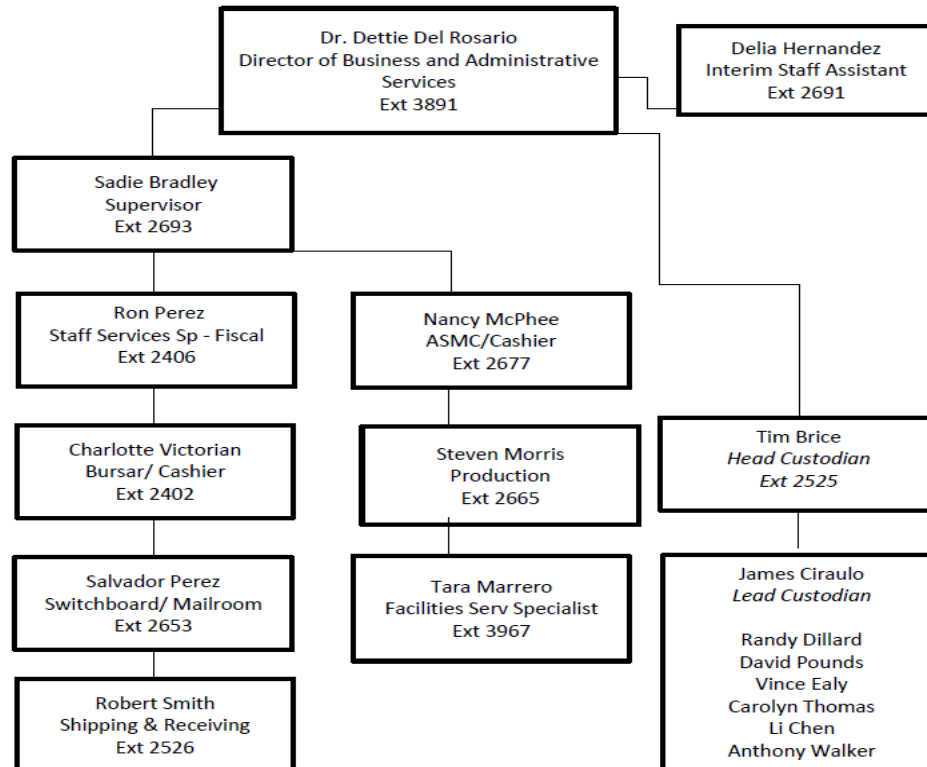 Dr. Dettie Del Rosario
Director of Business and Administrative
Services
Ext 3891
Delia Hernandez
Interim Staff Assistant
Ext 2691
Sadie Bradley
Supervisor
Ext 2693
Ron Perez
Staff Services Sp - Fiscal
Ext 2406
Nancy McPhee
ASMC/Cashier
Ext 2677
Charlotte Victorian
Bursar/ Cashier
Ext 2402
Steven Morris
Production
Ext 2665
Tim Brice
Head Custodian
Ext 2525
Salvador Perez
Switchboard/ Mailroom
Ext 2653
Tara Marrero
Facilities Serv Specialist
Ext 3967
James Ciraulo
Lead Custodian
Randy Dillard
David Pounds
Vince Ealy
Carolyn Thomas
Li Chen
Anthony Walker
Robert Smith
Shipping & Receiving
Ext 2526